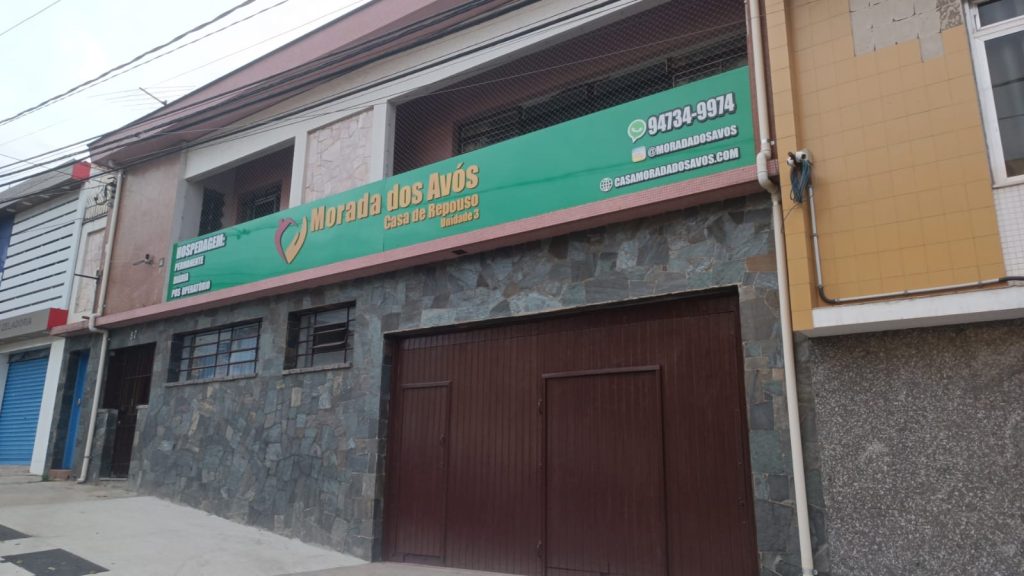 HOSPEDAGEM:
PERMANENTE
DIÁRIA
PÓS OPERATÓRIO
Morada dos Avós
Casa de Repouso
Unidade 3
94734-9974
@MORADADOSAVOS
CASAMORADADOSAVOS.COM